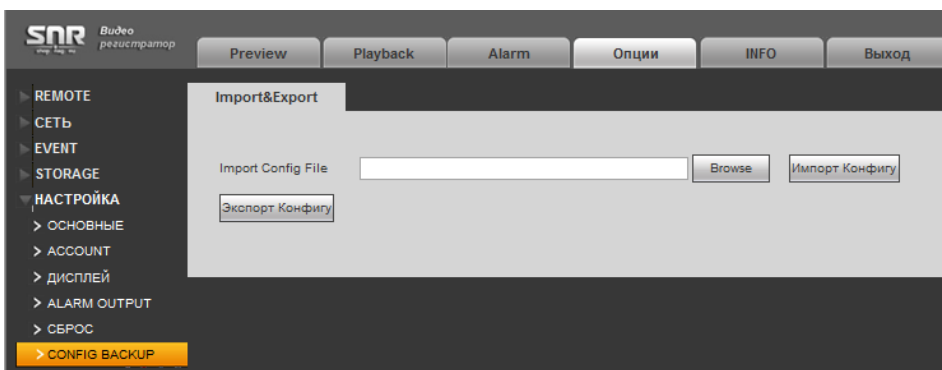 SNR
Видео
регистратор
Preview Playback Alarm Опции INFO Выход
REMOTE
СЕТЬ
EVENT
STORAGE
НАСТРОЙКА
> ОСНОВНЫЕ
> ACCOUNT
> ДИСПЛЕЙ
> ALARM OUTPUT
> СБРОС
> CONFIG BACKUP
Import&Export
Import Config File Browse Импорт Конфигу
Экспорт Конфигу